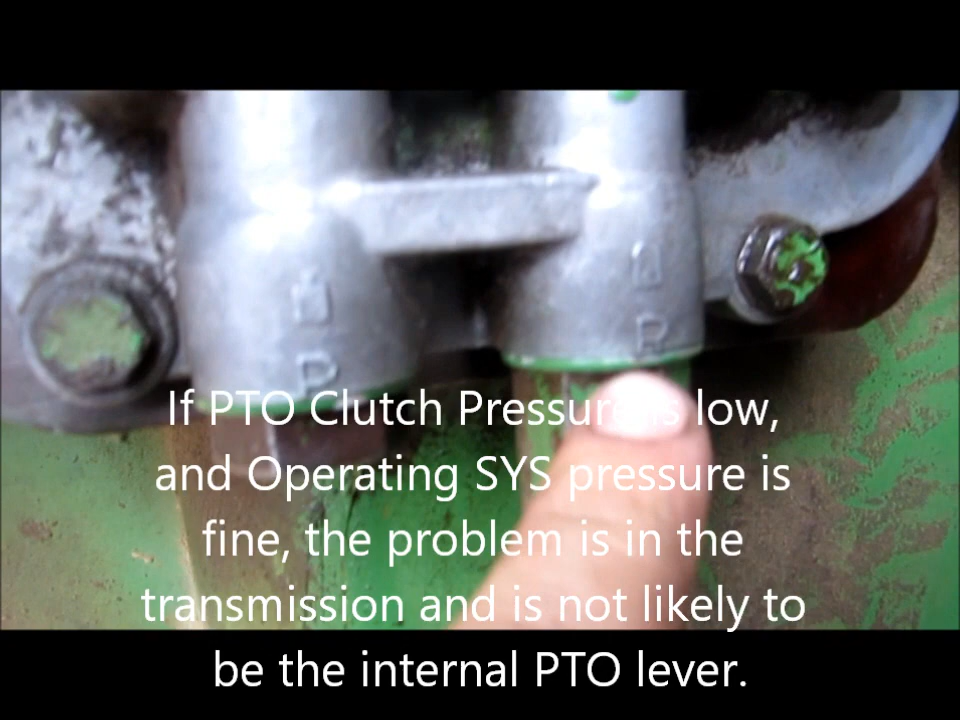 If PTO Clutch Pressure is low,
and Operating SYS pressure is
fine, the problem is in the
transmission and is not likely to
be the internal PTO lever.